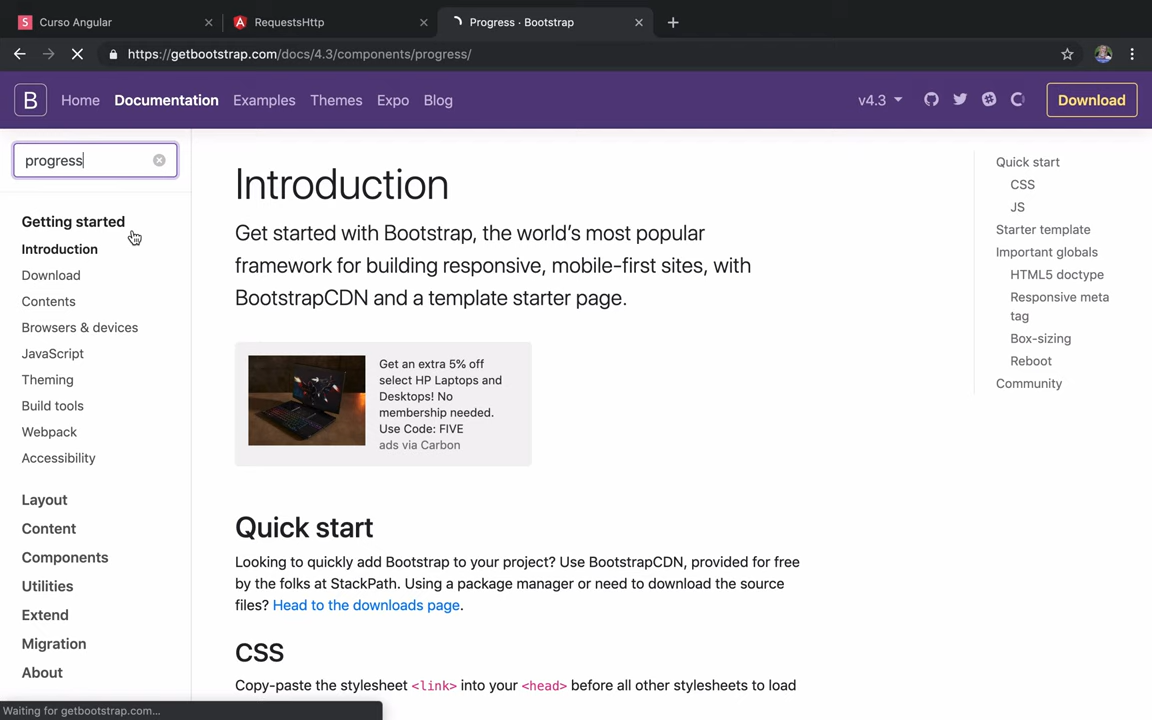 Curso Angular
RequestsHttp
Progress · Bootstrap
https://getbootstrap.com/docs/4.3/components/progress/
B
Home
Documentation
Examples
Themes
Expo
Blog
v4.3
Download
progress
Getting started
Introduction
Download
Contents
Browsers & devices
JavaScript
Theming
Build tools
Webpack
Accessibility
Layout
Content
Components
Utilities
Extend
Migration
About
Introduction
Get started with Bootstrap, the world's most popular
framework for building responsive, mobile-first sites, with
BootstrapCDN and a template starter page.
Get an extra 5% off
select HP Laptops and
Desktops! No
membership needed.
Use Code: FIVE
ads via Carbon
Quick start
Looking to quickly add Bootstrap to your project? Use BootstrapCDN, provided for free
by the folks at StackPath. Using a package manager or need to download the source
files? Head to the downloads page.
CSS
Copy-paste the stylesheet <link> into your <head> before all other stylesheets to load
Quick start
CSS
JS
Starter template
Important globals
HTML5 doctype
Responsive meta
tag
Box-sizing
Reboot
Community
Waiting for getbootstrap.com...